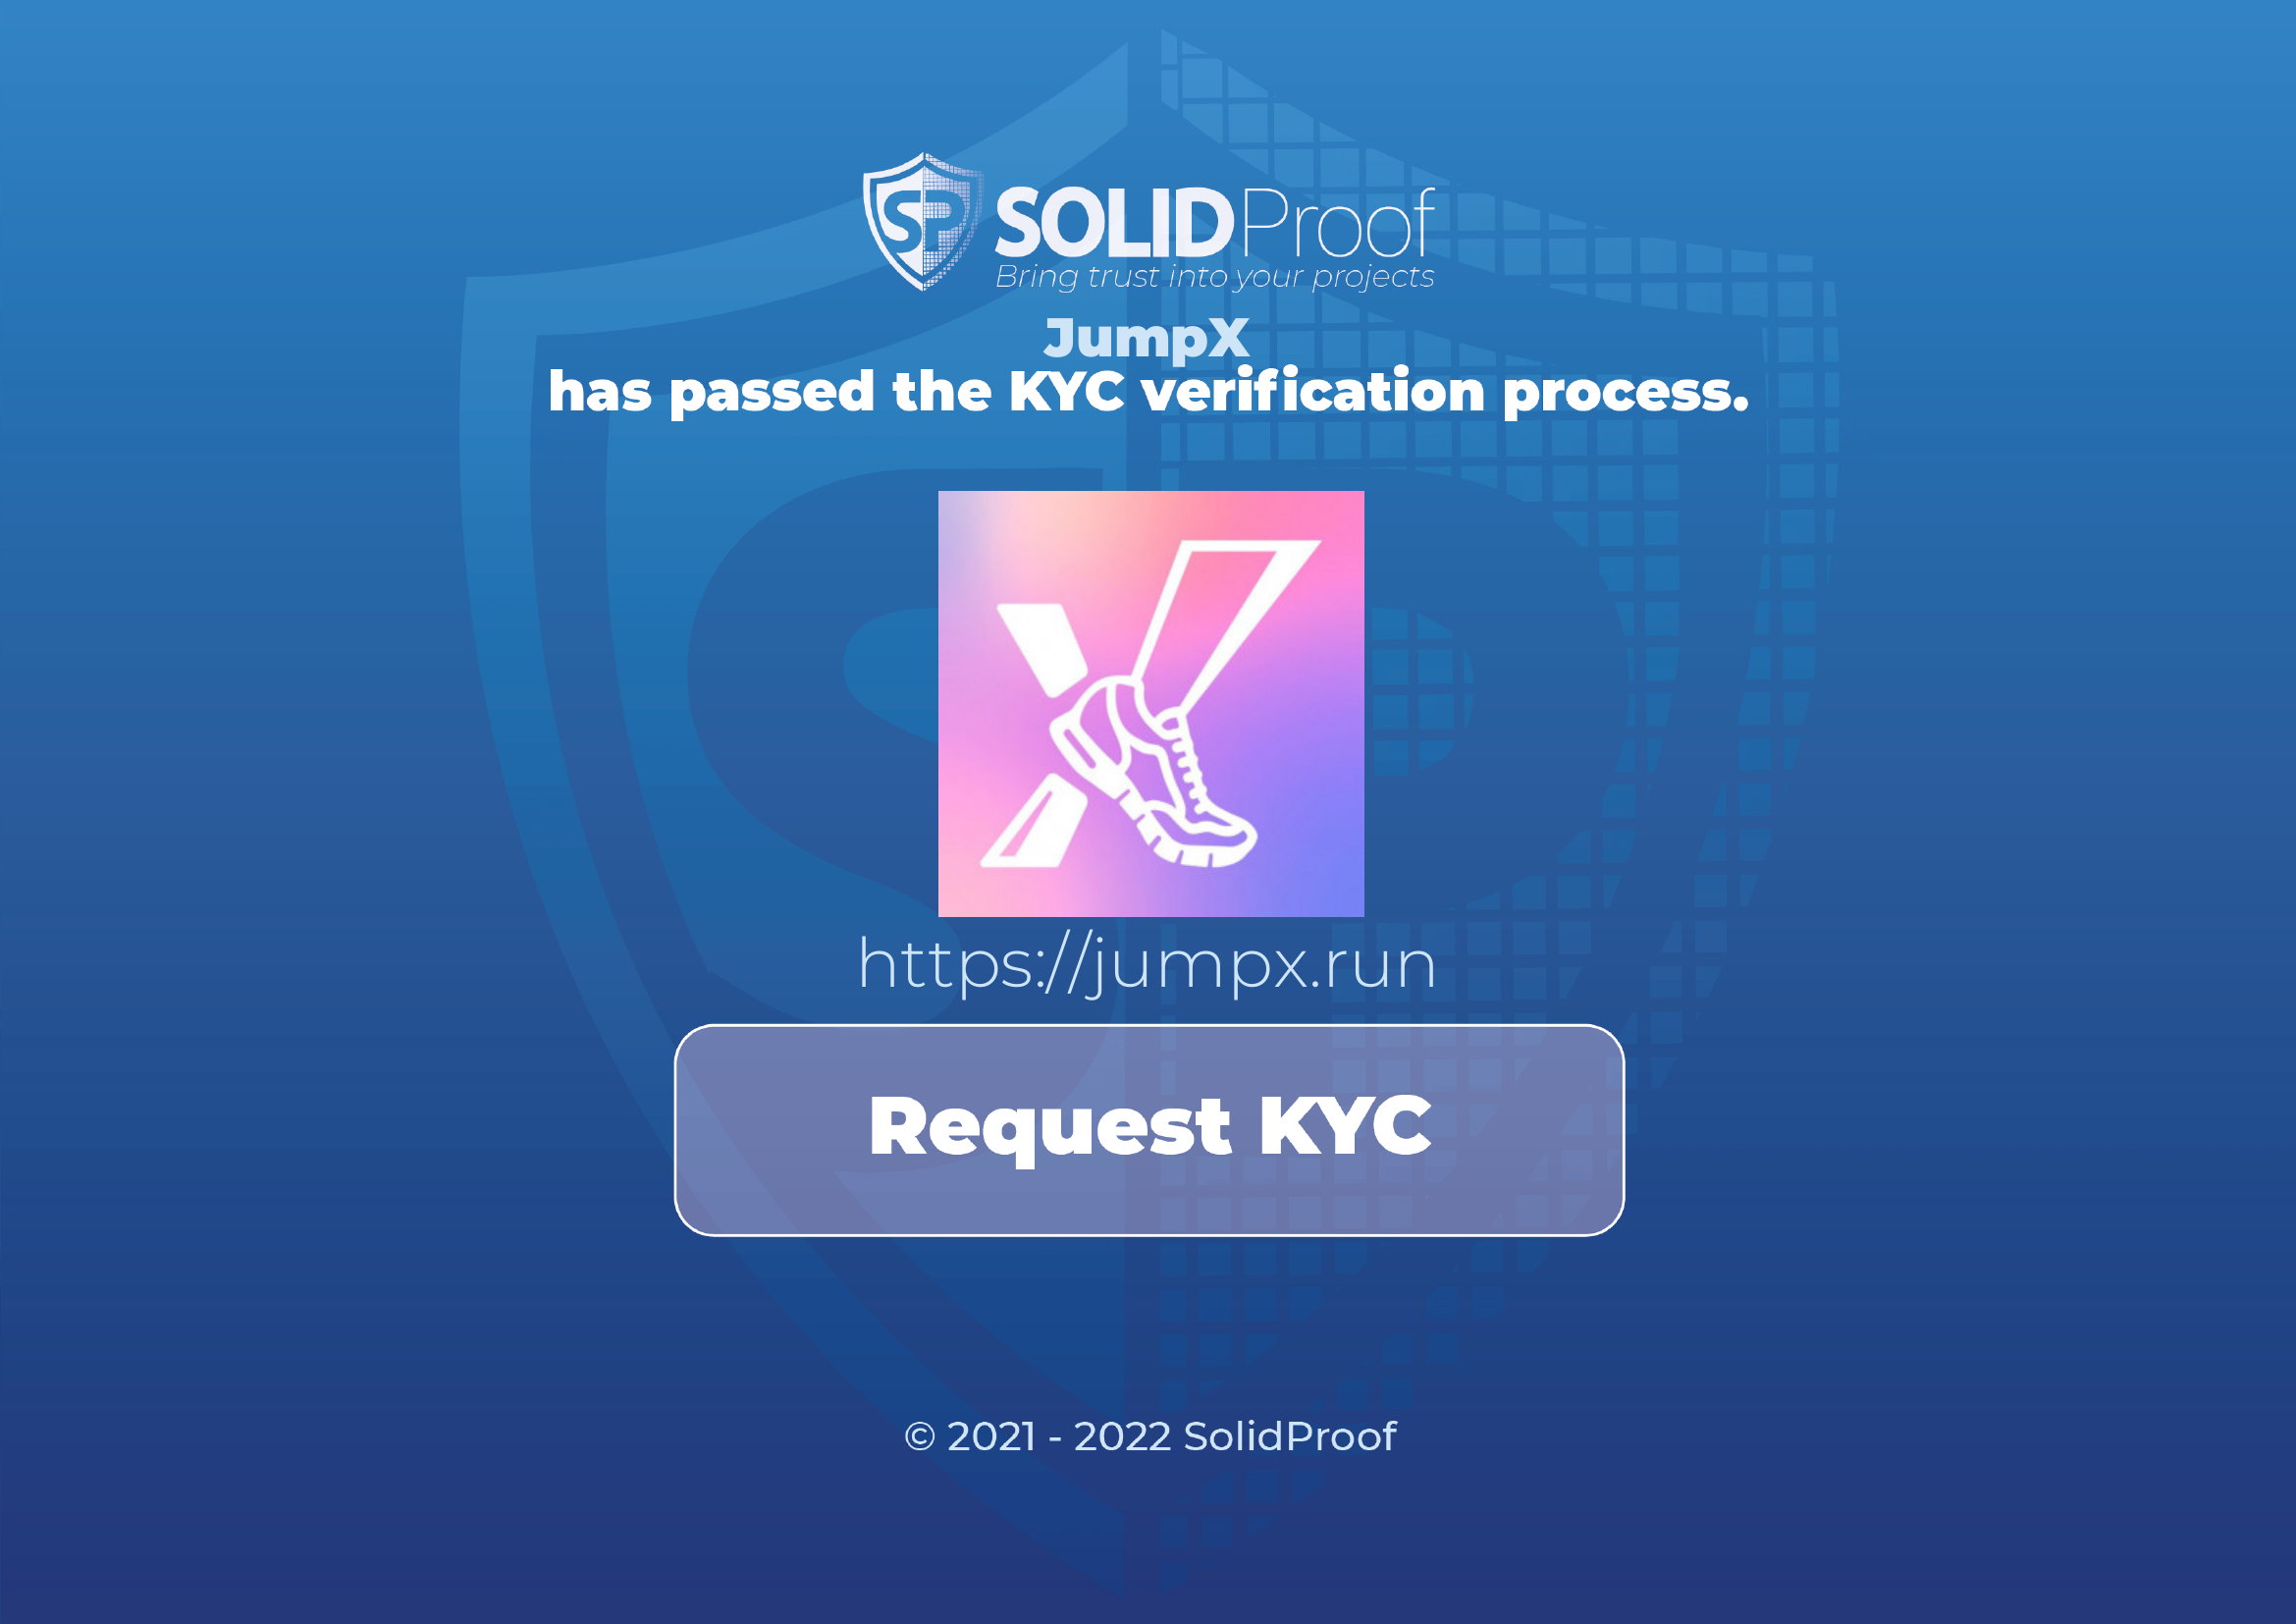 SP SOLIDProof
Bring trust into your projects
JumpX
has passed the KYC verification process.
https://jumpx.run
Request KYC
© 2021 - 2022 SolidProof